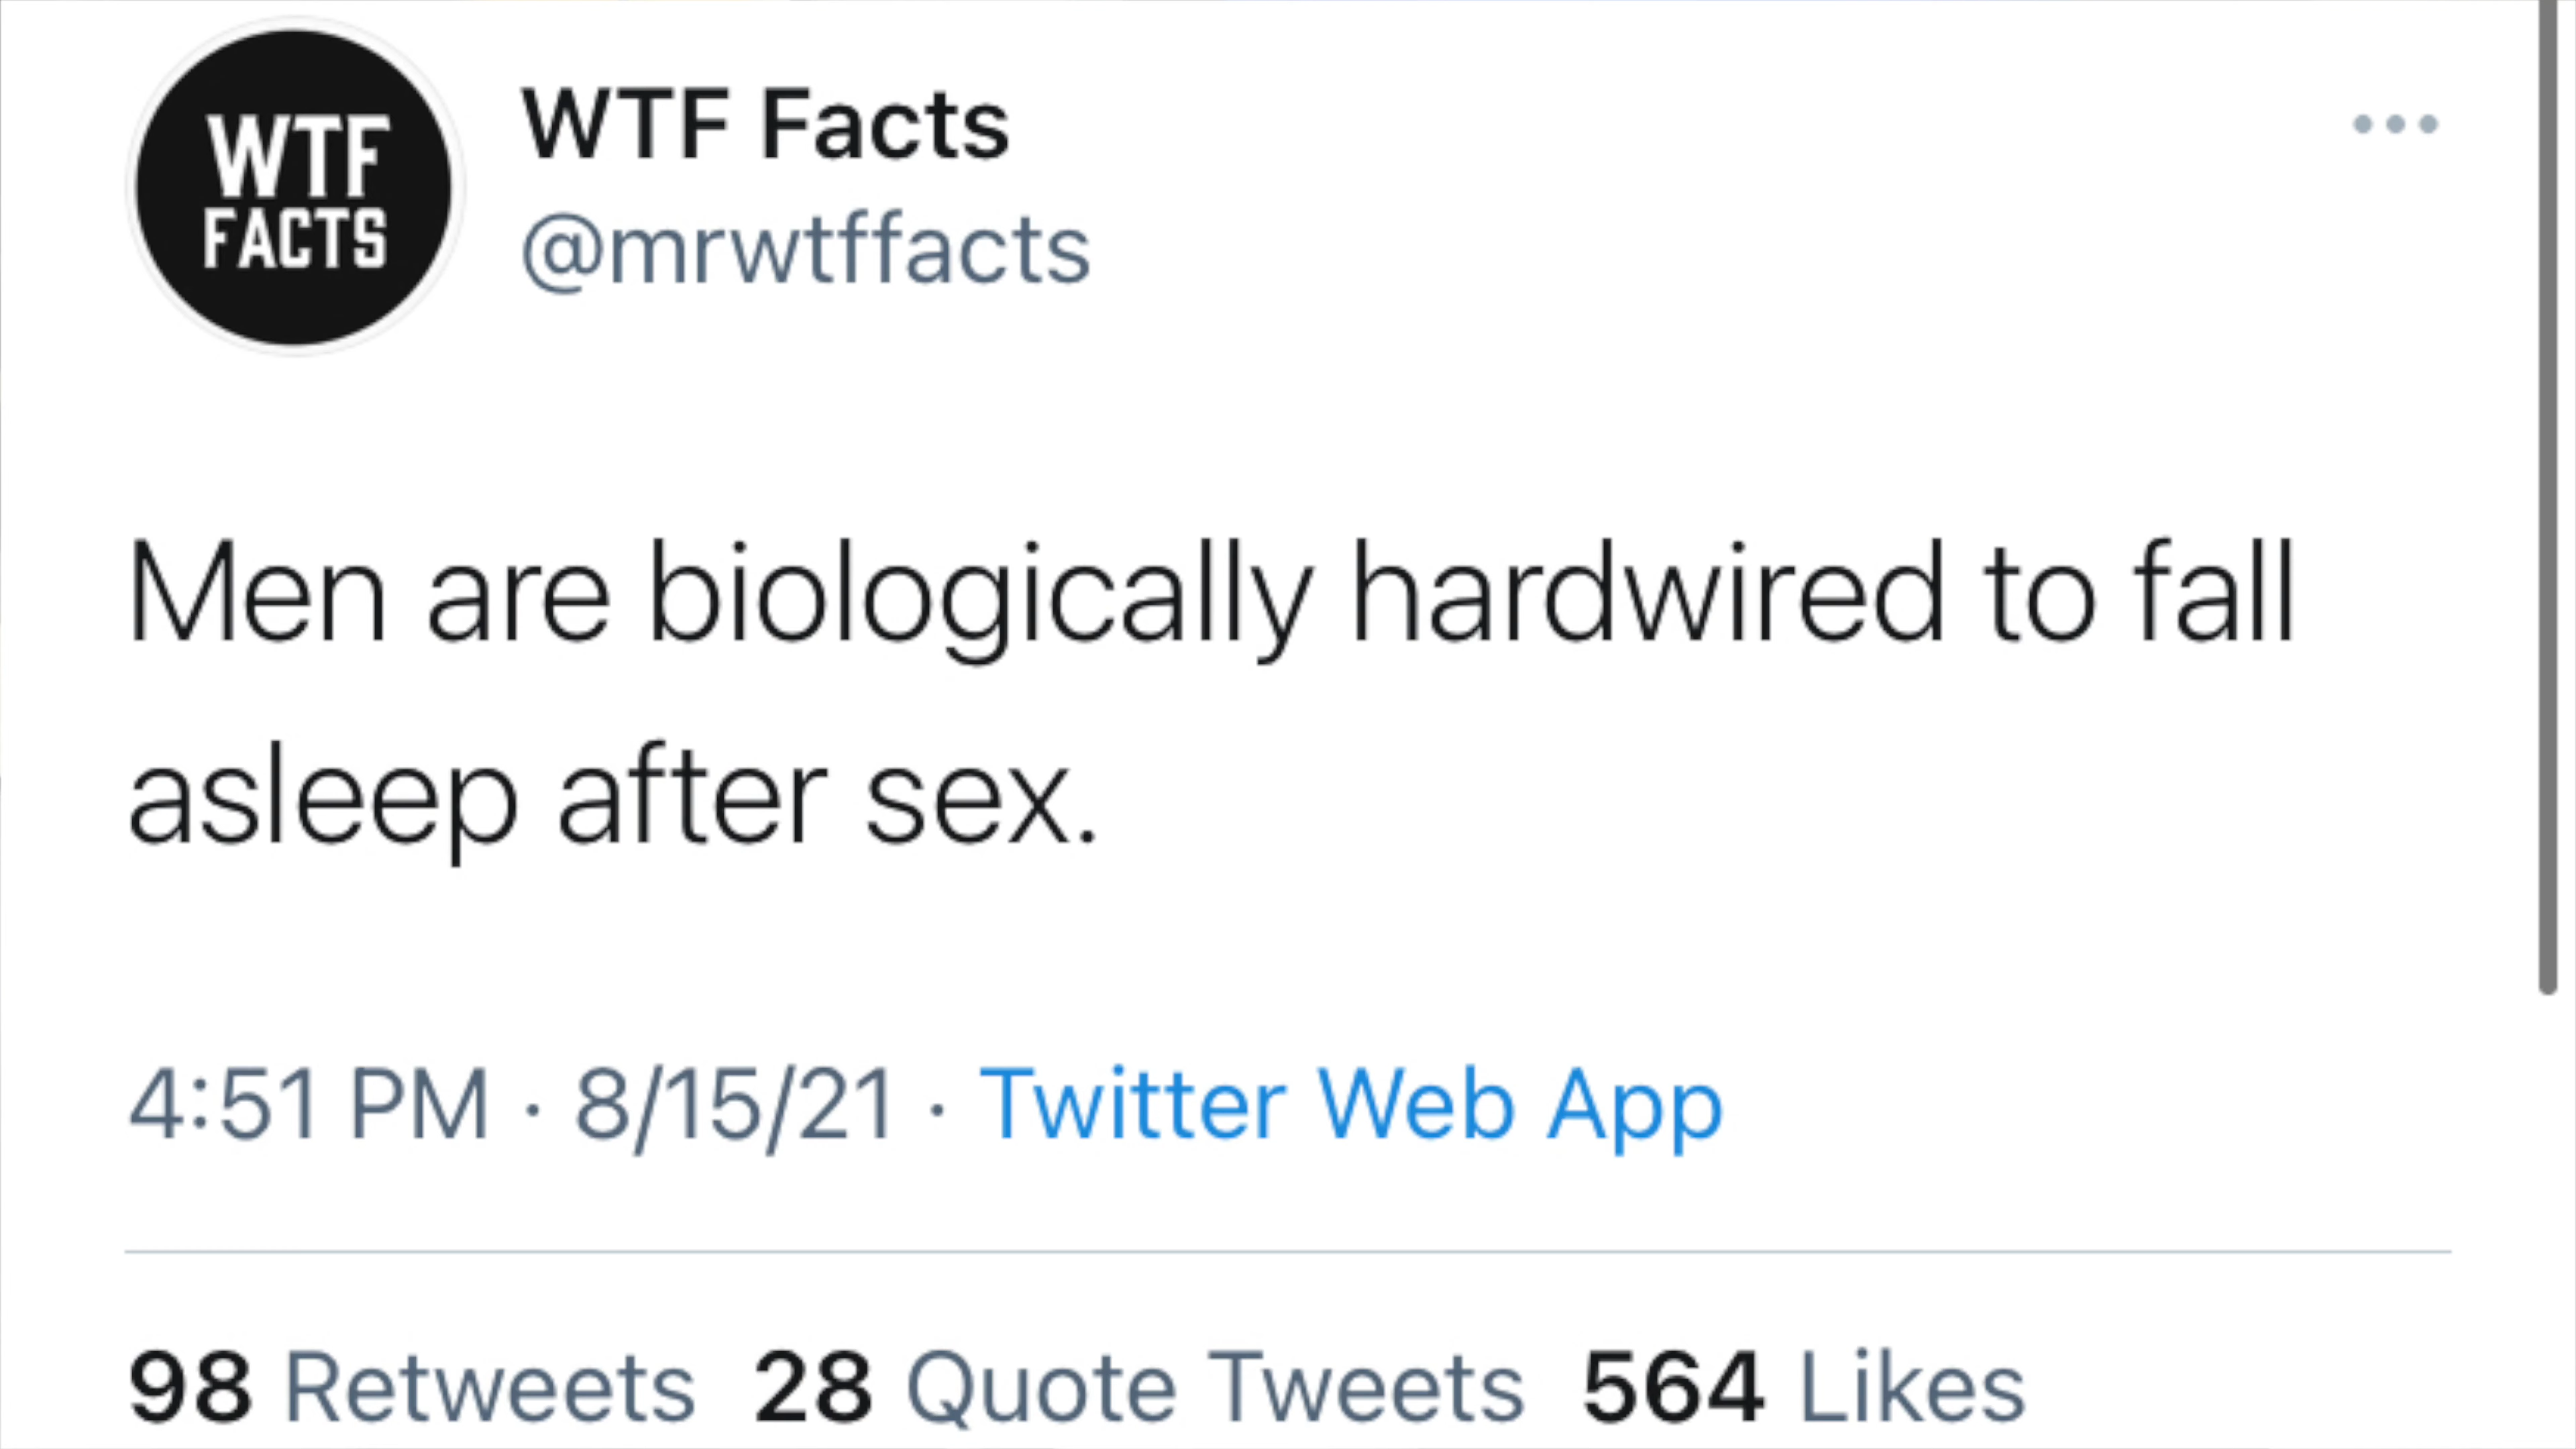 WTF
FACTS
WTF Facts
@mrwtffacts
Men are biologically hardwired to fall
asleep after sex.
4:51 PM · 8/15/21 · Twitter Web App
98 Retweets 28 Quote Tweets 564 Likes